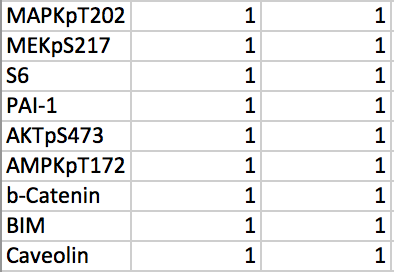 MAPKpT202 1 1
MEKpS217 1 1
S6 1 1
PAI-1 1 1
AKTpS473 1 1
AMPKpT172 1 1
b-Catenin 1 1
BIM 1 1
Caveolin 1 1